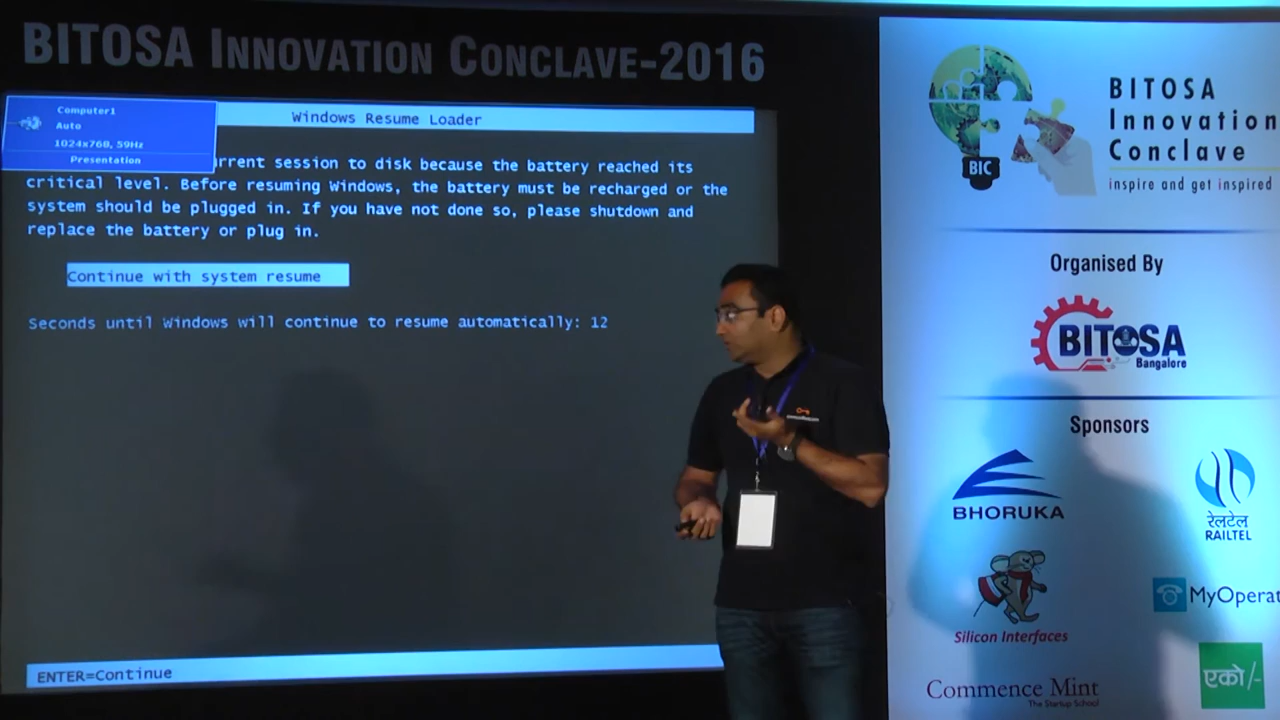 BITOSA INNOVATION CONCLAVE-2016
Computer1
Auto
1024x768, 59Hz
Presentation
Windows Resume Loader
session to disk because the battery reached its
critical level. Before resuming Windows, the battery must be recharged or the
system should be plugged in. If you have not done so, please shutdown and
replace the battery or plug in.
Continue with system resume
Seconds until Windows will continue to resume automatically: 12
ENTER=Continue
BIC
BITOSA
Innovation
Conclave
inspire and get inspired
Organised By
BITOSA
Bangalore
Sponsors
BHORUKA
रेलटेल
RAILTEL
Silicon Interfaces
MyOperat
Commence Mint
The Startup School
एको/-